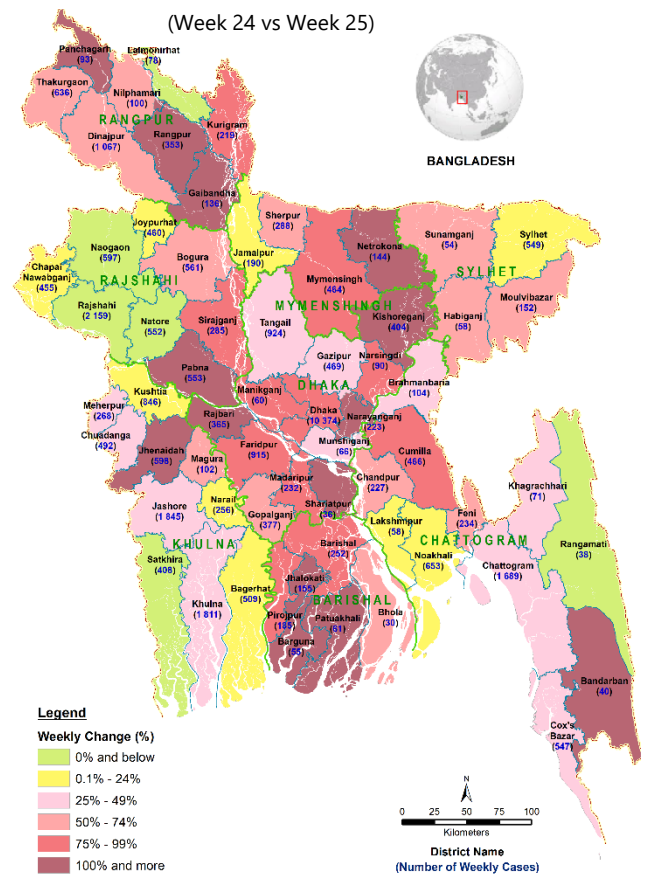 (Week 24 vs Week 25)
Panchagarh
(93)
Lalmonirhat
(78)
Thakurgaon
(636)
Nilphamari
(100)
RANGPUR
Kurigram
(219)
Dinajpur
(1 067)
Rangpur
(353)
BANGLADESH
Gaibandha
(136)
Joypurhat
(460)
Sherpur
(288)
Sunamganj
(54)
Sylhet
(549)
Naogaon
(597)
Bogura
(561)
Jamalpur
(190)
Netrokona
(144)
SYLHET
Chapai
Nawabganj
(455)
RAJSHAHI
Mymensingh
(464)
Moulvibazar
(152)
Rajshahi
(2 159)
Natore
(552)
Sirajganj
(285)
Tangail
(924)
MYMENSHINGH
Kishoreganj
(404)
Habiganj
(58)
Pabna
(553)
Gazipur
(469)
Narsingdi
(90)
DHAKA
Brahmanbaria
(104)
Meherpur
(268)
Kushtia
(846)
Manikganj
(60)
Dhaka
(10 374)
Narayanganj
(223)
Chuadanga
(492)
Rajbari
(365)
Munshiganj
(66)
Jhenaidah
(598)
Magura
(102)
Faridpur
(915)
Cumilla
(466)
Madaripur
(232)
Chandpur
(227)
Khagrachhari
(71)
Jashore
(1 845)
Narail
(256)
Gopalganj
(377)
Shariatpur
(36)
Lakshmipur
(58)
Feni
(234)
Rangamati
(38)
KHULNA
Barishal
(252)
Noakhali
(653)
CHATTOGRAM
Satkhira
(408)
Khulna
(1 811)
Bagerhat
(509)
Jhalokati
(155)
BARISHAL
Chattogram
(1 689)
Pirojpur
(185)
Patuakhali
(61)
Bhola
(30)
Barguna
(55)
Bandarban
(40)
Cox's
Bazar
(547)
Legend
Weekly Change (%)
0% and below
0.1% - 24%
25% - 49%
50% - 74%
75% - 99%
100% and more
N
0 25 50 75 100
Kilometers
District Name
(Number of Weekly Cases)